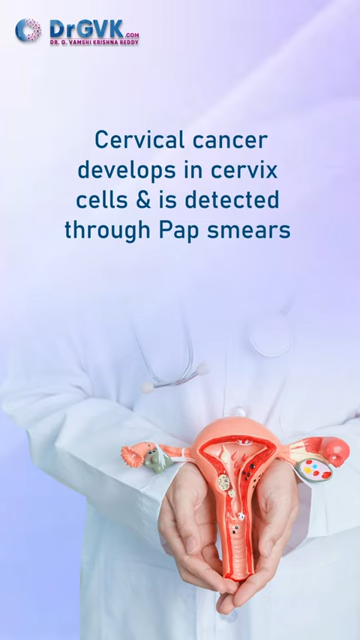 DrGVK.COM
DR. G. VAMSHI KRISHNA REDDY
Cervical cancer
develops in cervix
cells & is detected
through Pap smears